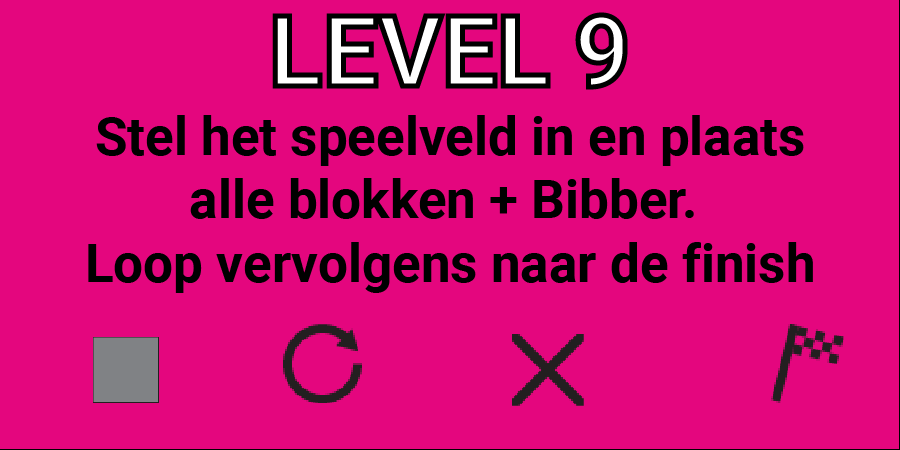 LEVEL 9
Stel het speelveld in en plaats
alle blokken + Bibber.
Loop vervolgens naar de finish